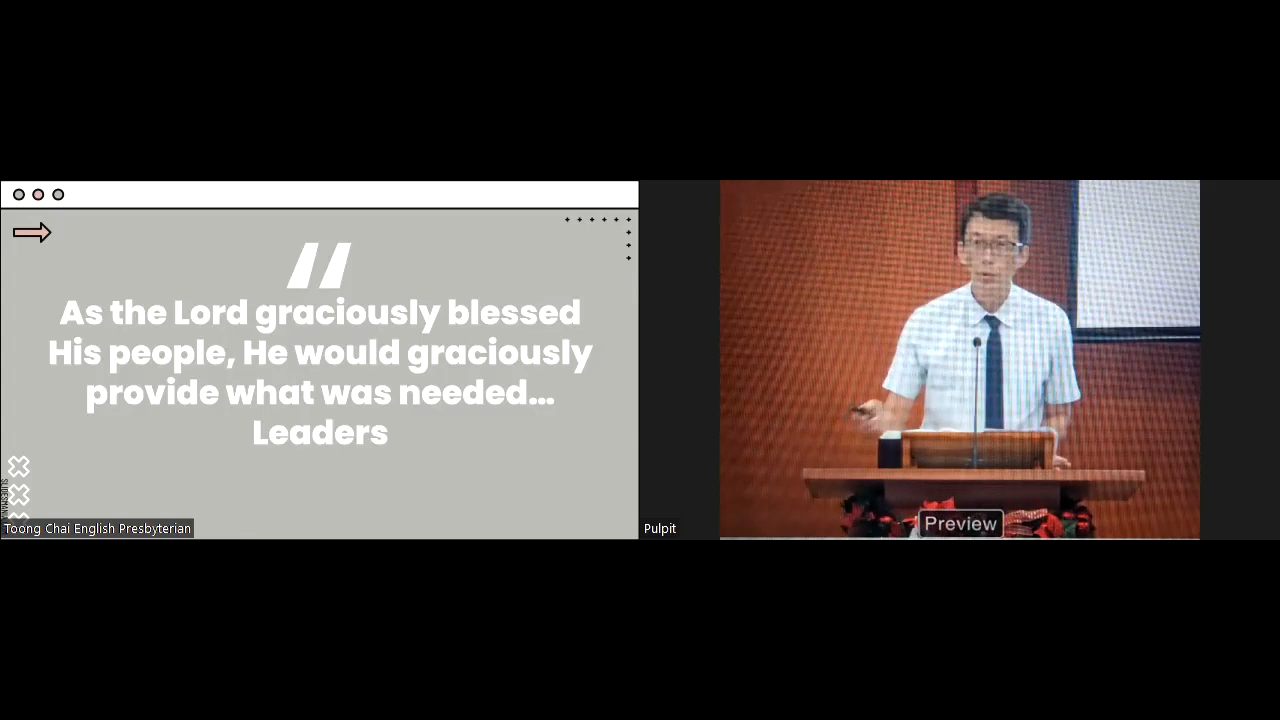 As the Lord graciously blessed
His people, He would graciously
provide what was needed...
Leaders
Toong Chai English Presbyterian
Pulpit
Preview